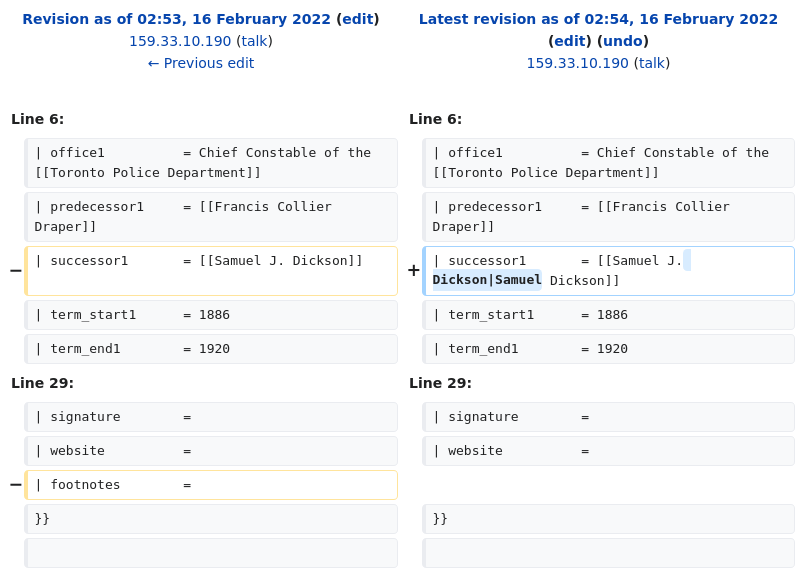 Revision as of 02:53, 16 February 2022 (edit)
159.33.10.190 (talk)
← Previous edit
Latest revision as of 02:54, 16 February 2022
(edit) (undo)
159.33.10.190 (talk)
Line 6:
Line 6:
| office1         = Chief Constable of the
[[Toronto Police Department]]
| office1         = Chief Constable of the
[[Toronto Police Department]]
| predecessor1     = [[Francis Collier
Draper]]
| predecessor1     = [[Francis Collier
Draper]]
− | successor1       = [[Samuel J. Dickson]]
+ | successor1       = [[Samuel J.
Dickson|Samuel Dickson]]
| term_start1      = 1886
| term_start1      = 1886
| term_end1        = 1920
| term_end1        = 1920
Line 29:
Line 29:
| signature        =
| signature        =
| website          =
| website          =
− | footnotes        =
}}
}}